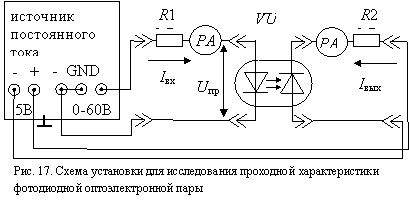 источник
постоянного
тока
- + - GND
5В 0-60В
R1
PA
VU
PA
R2
Iвх
Uпр
Iвых
Рис. 17. Схема установки для исследования проходной характеристики
фотодиодной оптоэлектронной пары